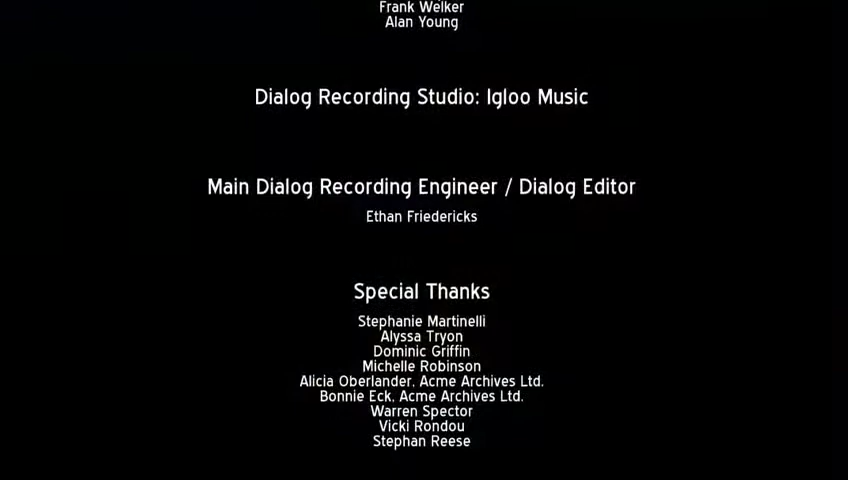 Frank Welker
Alan Young
Dialog Recording Studio: Igloo Music
Main Dialog Recording Engineer / Dialog Editor
Ethan Friedericks
Special Thanks
Stephanie Martinelli
Alyssa Tryon
Dominic Griffin
Michelle Robinson
Alicia Oberlander, Acme Archives Ltd.
Bonnie Eck, Acme Archives Ltd.
Warren Spector
Vicki Rondou
Stephan Reese